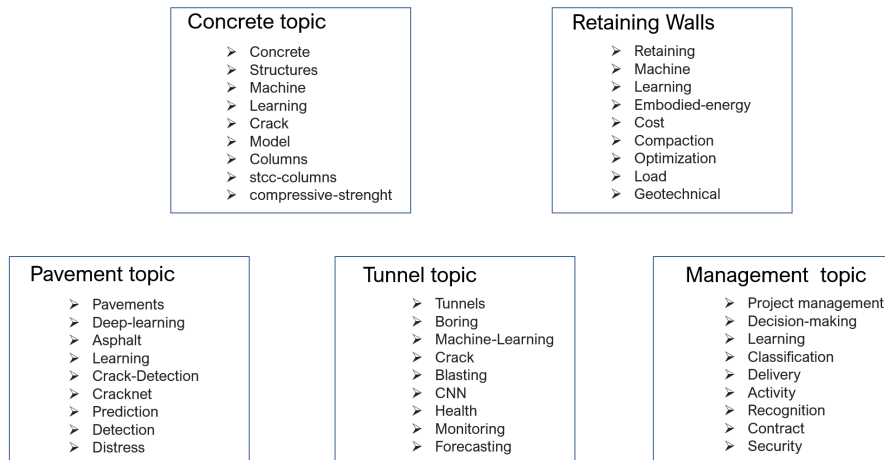 Concrete topic
➢ Concrete
➢ Structures
➢ Machine
➢ Learning
➢ Crack
➢ Model
➢ Columns
➢ stcc-columns
➢ compressive-strenght
Retaining Walls
➢ Retaining
➢ Machine
➢ Learning
➢ Embodied-energy
➢ Cost
➢ Compaction
➢ Optimization
➢ Load
➢ Geotechnical
Pavement topic
➢ Pavements
➢ Deep-learning
➢ Asphalt
➢ Learning
➢ Crack-Detection
➢ Cracknet
➢ Prediction
➢ Detection
➢ Distress
Tunnel topic
➢ Tunnels
➢ Boring
➢ Machine-Learning
➢ Crack
➢ Blasting
➢ CNN
➢ Health
➢ Monitoring
➢ Forecasting
Management topic
➢ Project management
➢ Decision-making
➢ Learning
➢ Classification
➢ Delivery
➢ Activity
➢ Recognition
➢ Contract
➢ Security